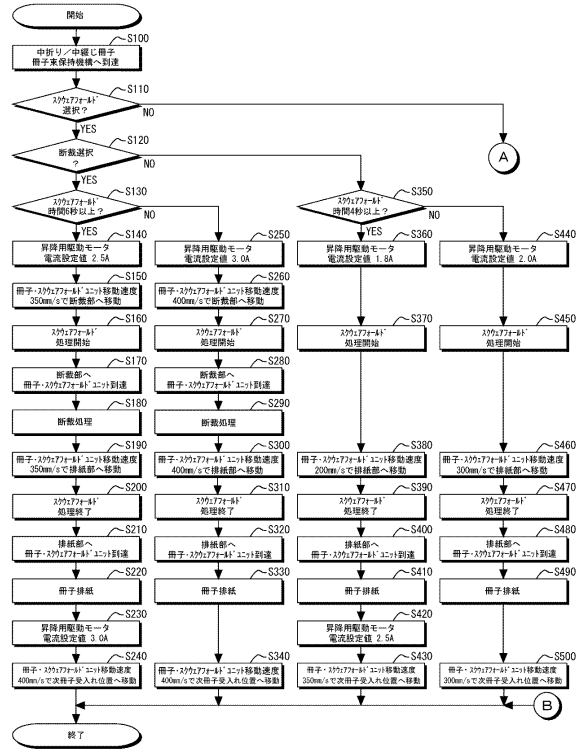 開始
S100
中折り／中綴じ冊子
冊子束保持機構へ到達
S110
スクウェアフォールド
選択？
NO
YES
S120
断裁選択
？
NO
A
YES
S130
スクウェアフォールド
時間6秒以上？
NO
YES
S350
スクウェアフォールド
時間4秒以上？
NO
YES
S140
昇降用駆動モータ
電流設定値 2.5A
S250
昇降用駆動モータ
電流設定値 3.0A
S360
昇降用駆動モータ
電流設定値 1.8A
S440
昇降用駆動モータ
電流設定値 2.0A
S150
冊子・スクウェアフォールドユニット移動速度
350mm/sで断裁部へ移動
S260
冊子・スクウェアフォールドユニット移動速度
400mm/sで断裁部へ移動
S160
スクウェアフォールド
処理開始
S270
スクウェアフォールド
処理開始
S370
スクウェアフォールド
処理開始
S450
スクウェアフォールド
処理開始
S170
断裁部へ
冊子・スクウェアフォールドユニット到達
S280
断裁部へ
冊子・スクウェアフォールドユニット到達
S180
断裁処理
S290
断裁処理
S190
冊子・スクウェアフォールドユニット移動速度
350mm/sで排紙部へ移動
S300
冊子・スクウェアフォールドユニット移動速度
400mm/sで排紙部へ移動
S380
冊子・スクウェアフォールドユニット移動速度
200mm/sで排紙部へ移動
S460
冊子・スクウェアフォールドユニット移動速度
300mm/sで排紙部へ移動
S200
スクウェアフォールド
処理終了
S310
スクウェアフォールド
処理終了
S390
スクウェアフォールド
処理終了
S470
スクウェアフォールド
処理終了
S210
排紙部へ
冊子・スクウェアフォールドユニット到達
S320
排紙部へ
冊子・スクウェアフォールドユニット到達
S400
排紙部へ
冊子・スクウェアフォールドユニット到達
S480
排紙部へ
冊子・スクウェアフォールドユニット到達
S220
冊子排紙
S330
冊子排紙
S410
冊子排紙
S490
冊子排紙
S230
昇降用駆動モータ
電流設定値 3.0A
S420
昇降用駆動モータ
電流設定値 2.5A
S240
冊子・スクウェアフォールドユニット移動速度
400mm/sで次冊子受入れ位置へ移動
S340
冊子・スクウェアフォールドユニット移動速度
400mm/sで次冊子受入れ位置へ移動
S430
冊子・スクウェアフォールドユニット移動速度
350mm/sで次冊子受入れ位置へ移動
S500
冊子・スクウェアフォールドユニット移動速度
300mm/sで次冊子受入れ位置へ移動
B
終了